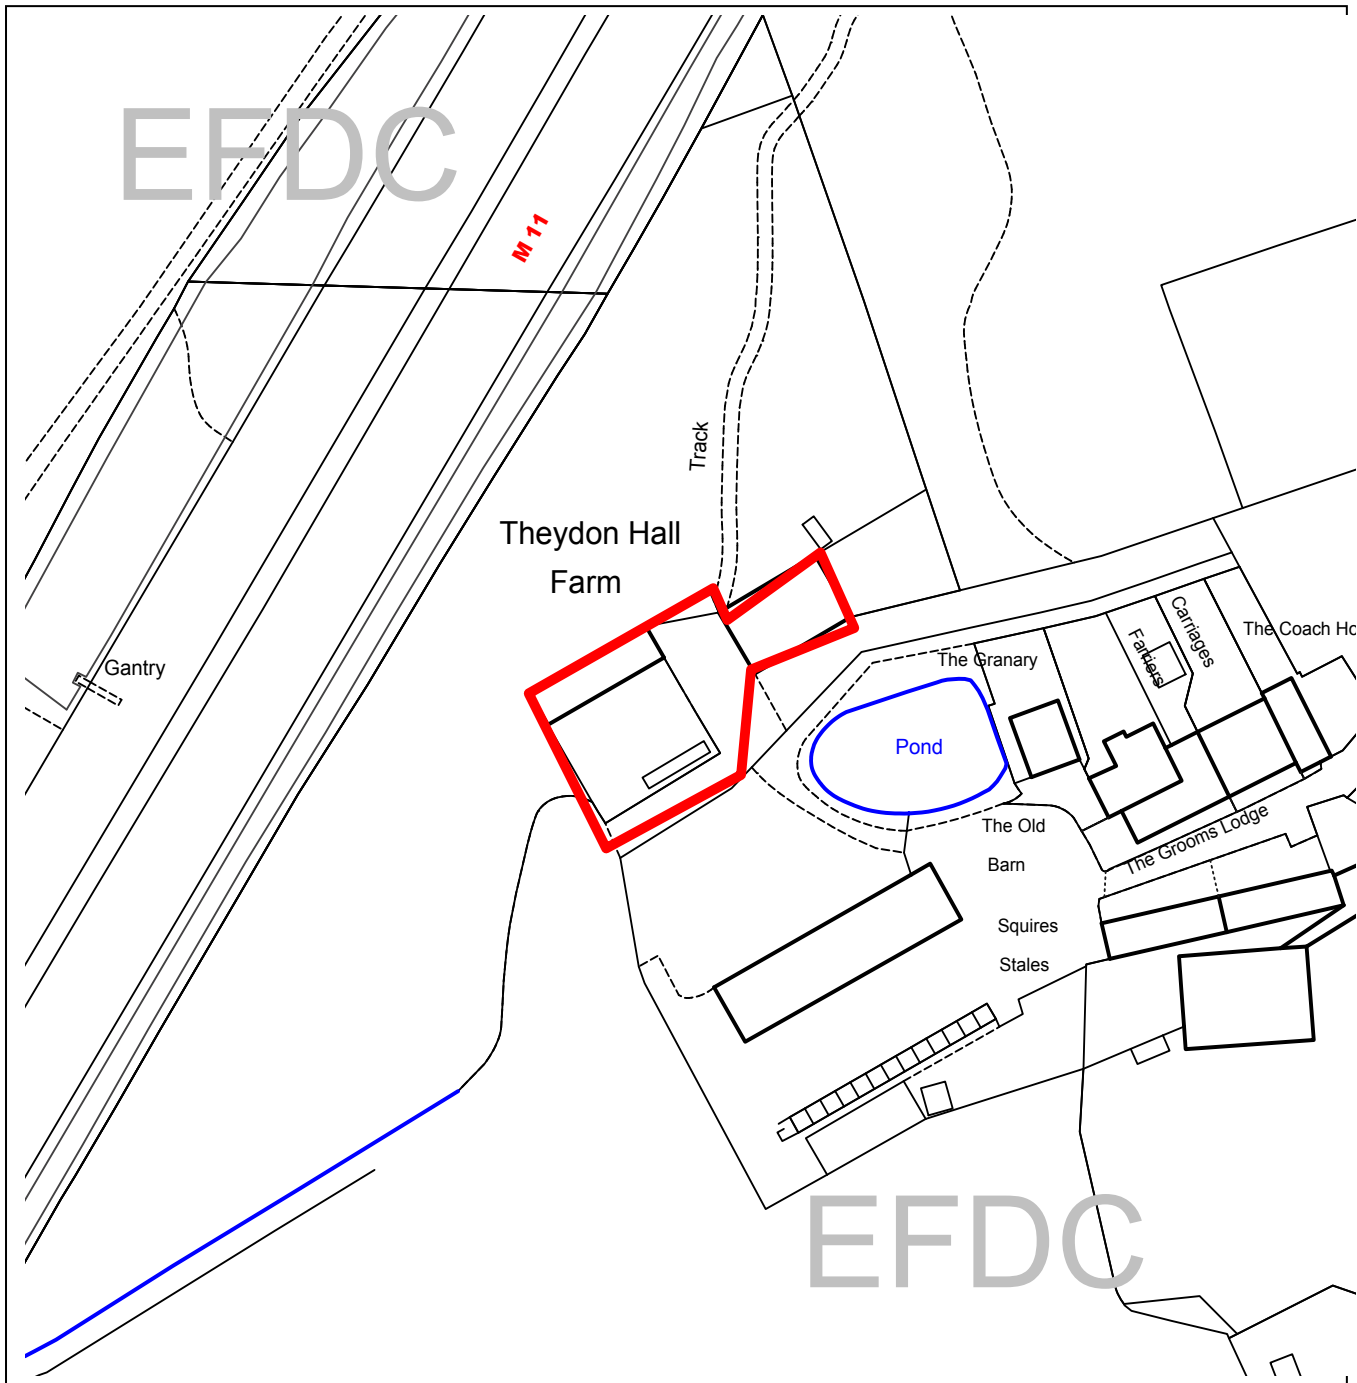 EFDC
M 11
Track
Theydon Hall
Farm
Carriages
Farriers
The Coach Ho
The Granary
Gantry
Pond
The Old
Barn
The Grooms Lodge
Squires
Stales
EFDC